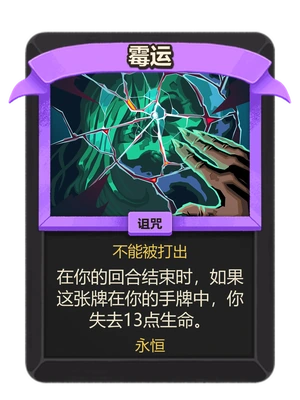 霉运
诅咒
不能被打出
在你的回合结束时，如果
这张牌在你的手牌中，你
失去13点生命。
永恒